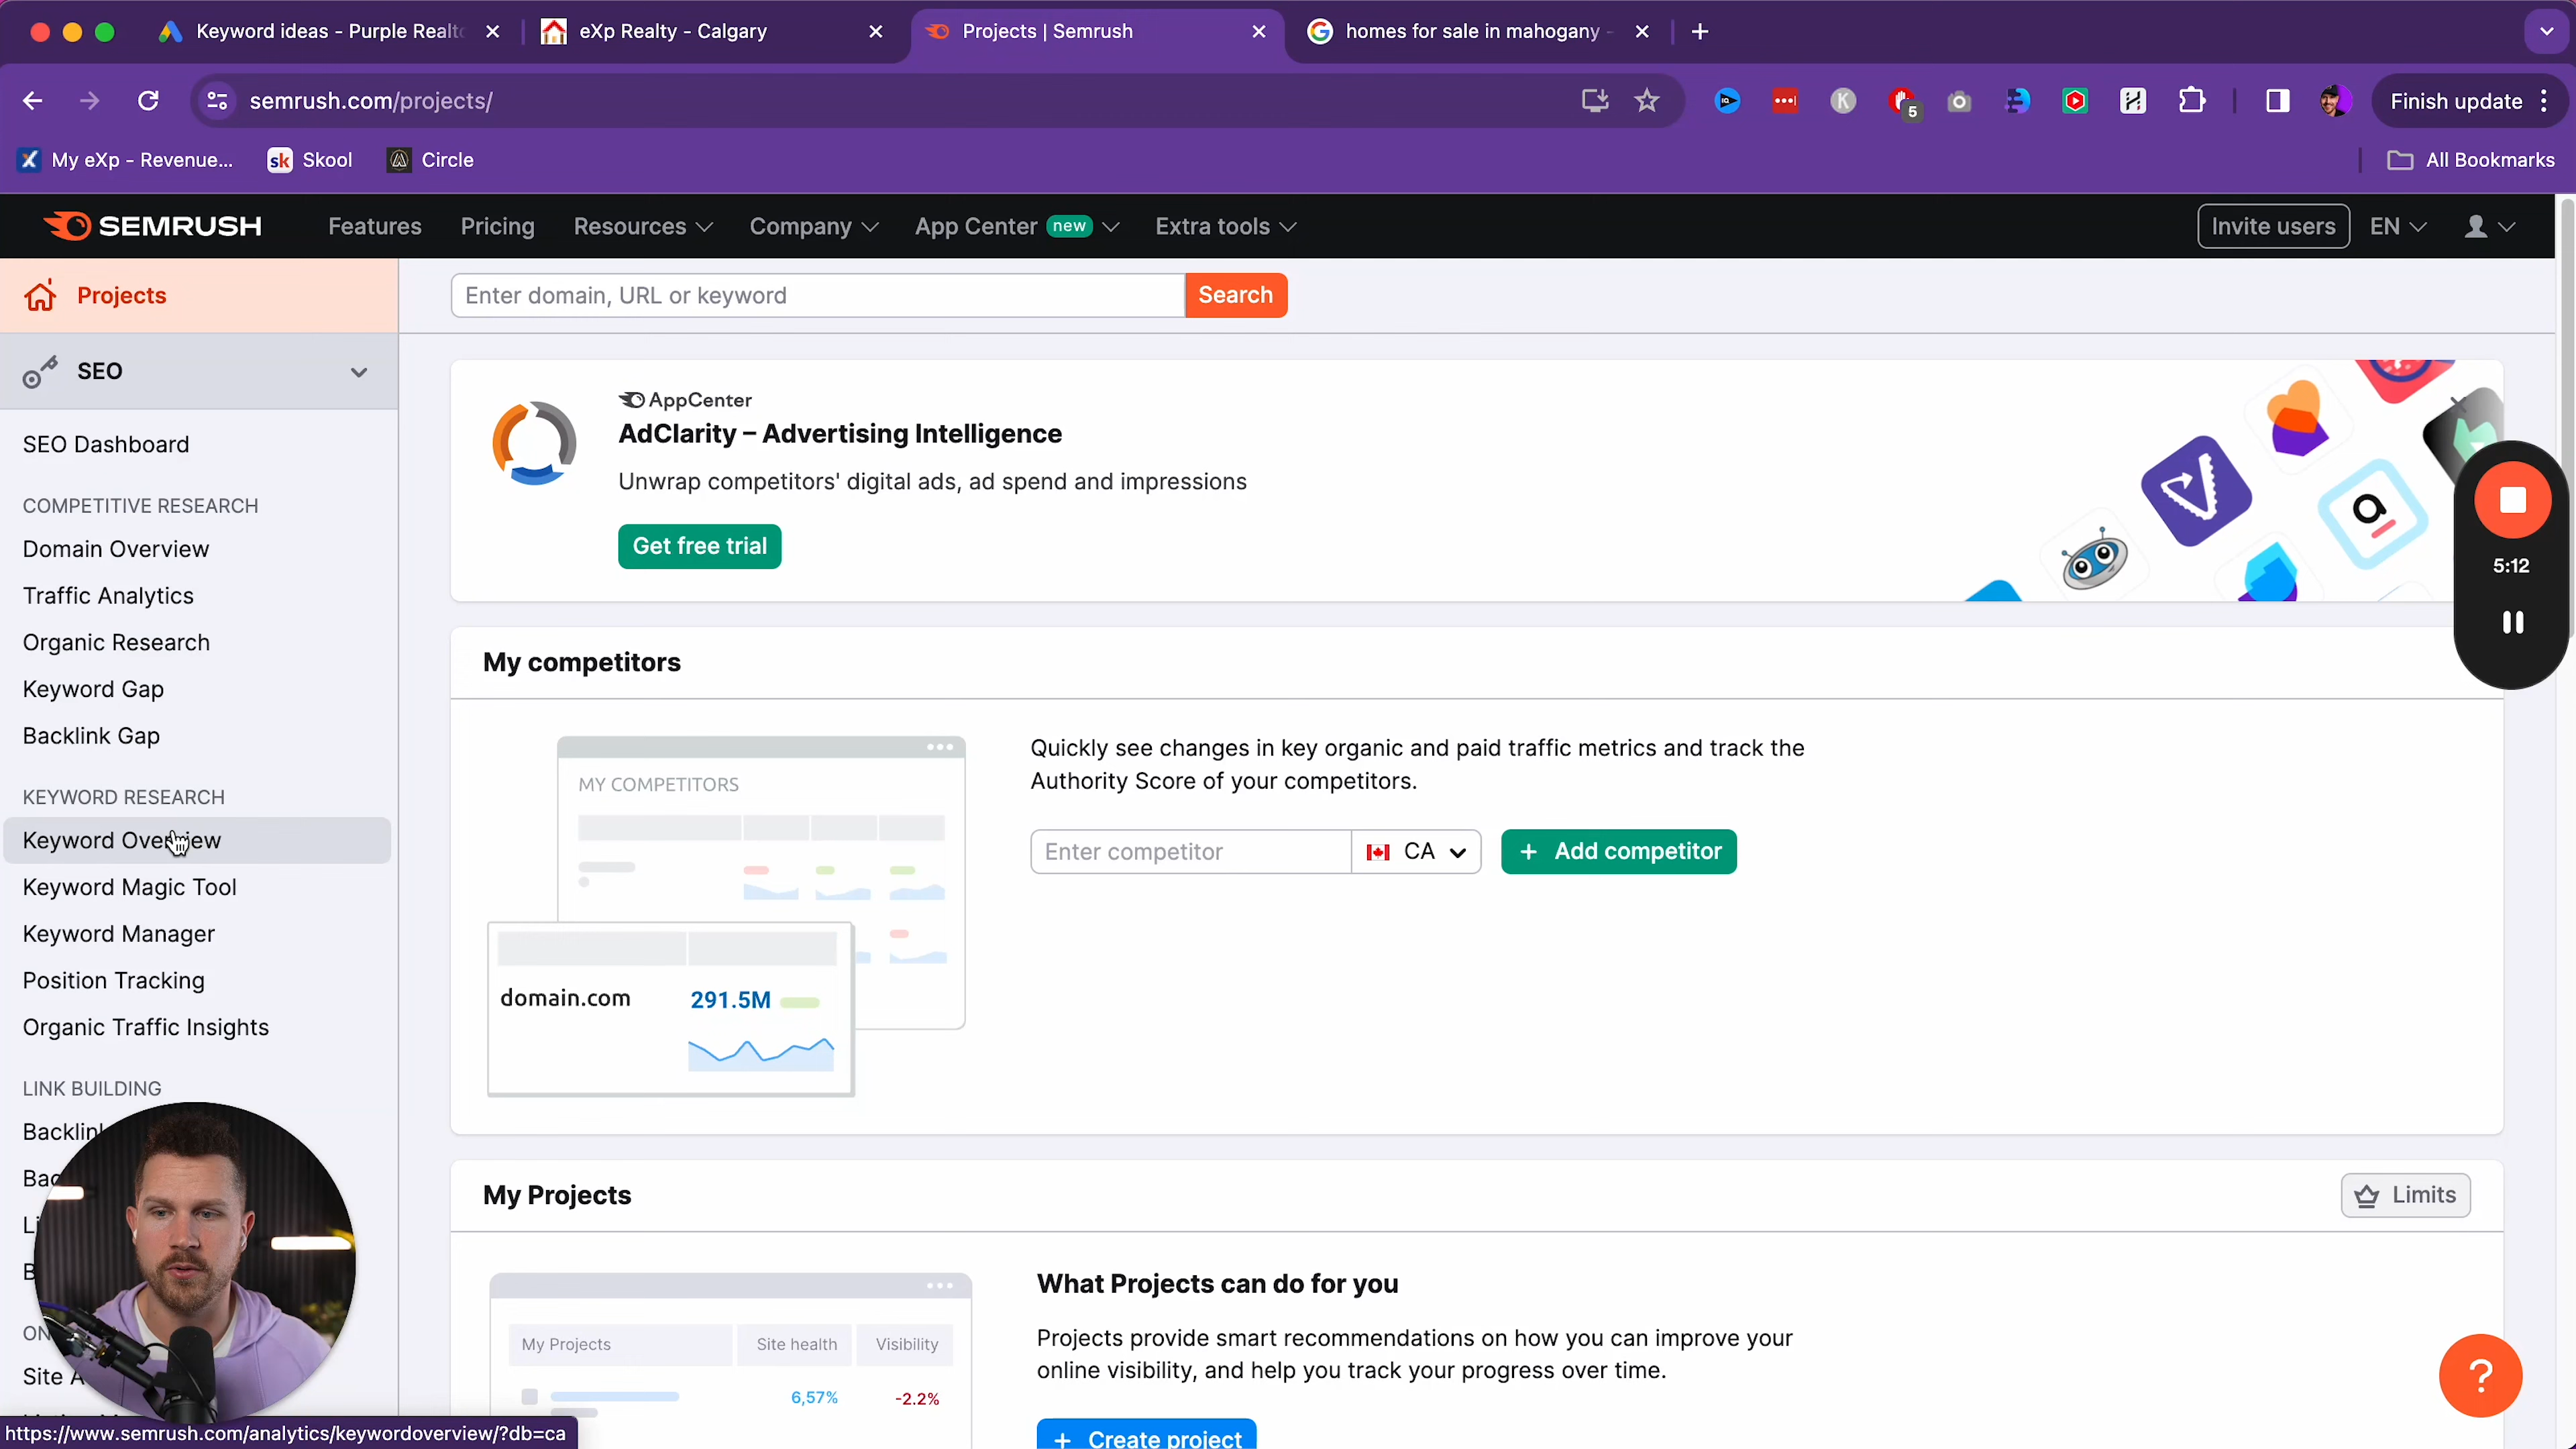 Keyword ideas - Purple Realto
eXp Realty - Calgary
Projects | Semrush
homes for sale in mahogany -
semrush.com/projects/
5
Finish update
My eXp - Revenue...
sk Skool
Circle
All Bookmarks
SEMRUSH
Features
Pricing
Resources
Company
App Center new
Extra tools
Invite users
EN
Projects
Enter domain, URL or keyword
Search
SEO
SEO Dashboard
COMPETITIVE RESEARCH
Domain Overview
Traffic Analytics
Organic Research
Keyword Gap
Backlink Gap
KEYWORD RESEARCH
Keyword Overview
Keyword Magic Tool
Keyword Manager
Position Tracking
Organic Traffic Insights
LINK BUILDING
AppCenter
AdClarity – Advertising Intelligence
Unwrap competitors' digital ads, ad spend and impressions
Get free trial
5:12
My competitors
MY COMPETITORS
domain.com
291.5M
Quickly see changes in key organic and paid traffic metrics and track the
Authority Score of your competitors.
Enter competitor
CA
+ Add competitor
My Projects
Limits
My Projects
Site health
Visibility
6,57%
-2.2%
What Projects can do for you
Projects provide smart recommendations on how you can improve your
online visibility, and help you track your progress over time.
+ Create project
?
https://www.semrush.com/analytics/keywordoverview/?db=ca